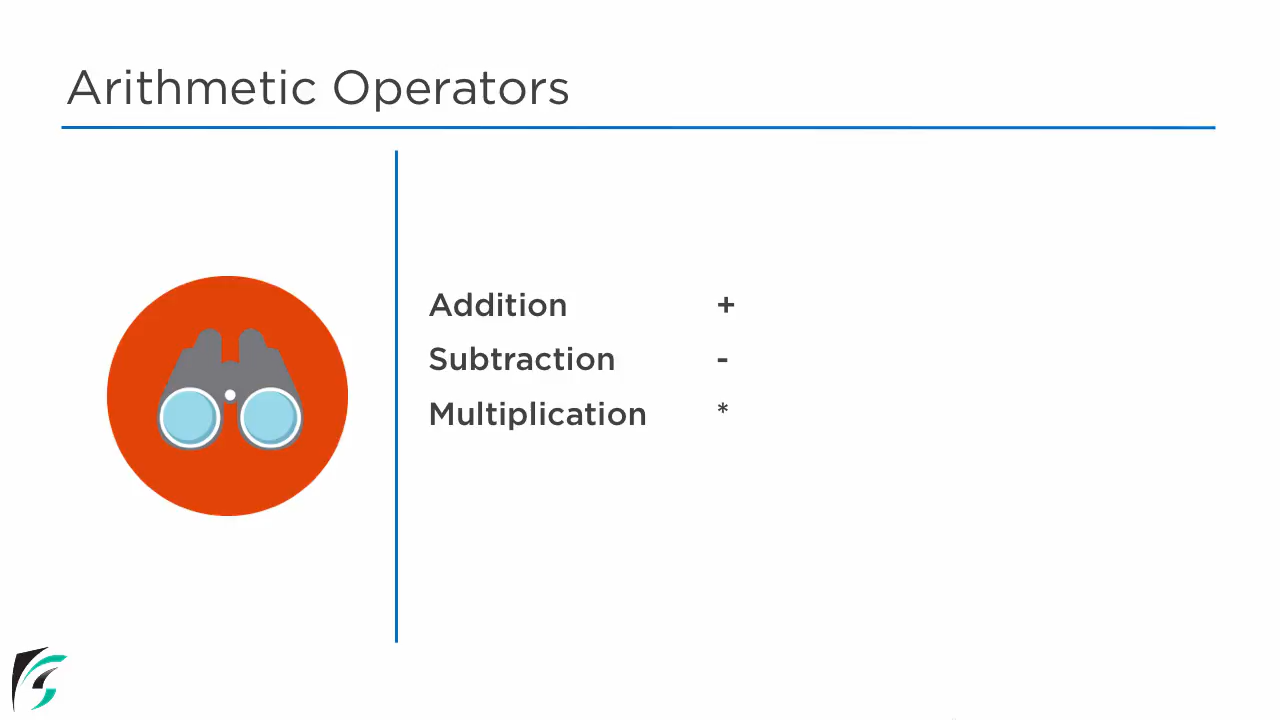 Arithmetic Operators
Addition +
Subtraction -
Multiplication *